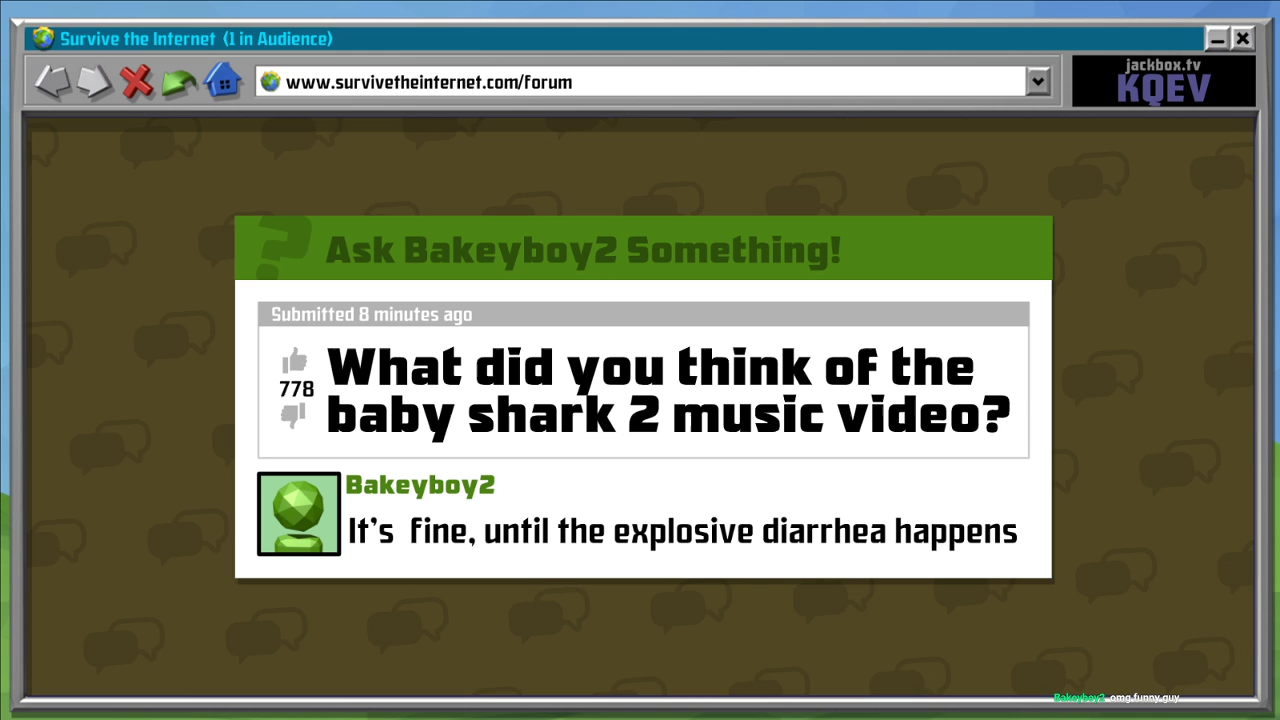 Survive the Internet (1 in Audience)
www.survivetheinternet.com/forum
jackbox.tv
KQEV
Ask Bakeyboy2 Something!
Submitted 8 minutes ago
778
What did you think of the
baby shark 2 music video?
Bakeyboy2
It's fine, until the explosive diarrhea happens
Bakeyboy2 omg funny guy